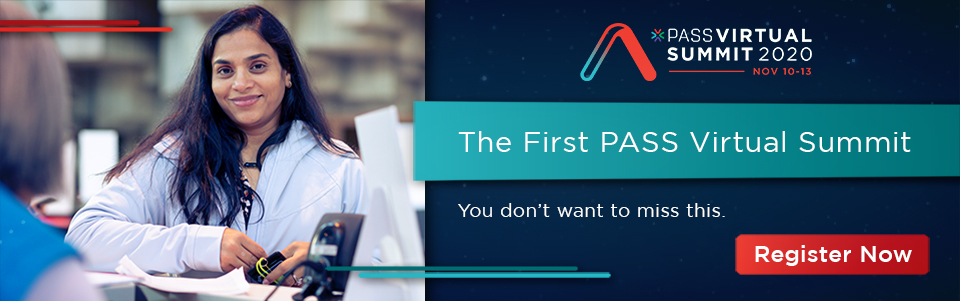 PASS VIRTUAL
SUMMIT 2020
NOV 10-13
The First PASS Virtual Summit
You don't want to miss this.
Register Now